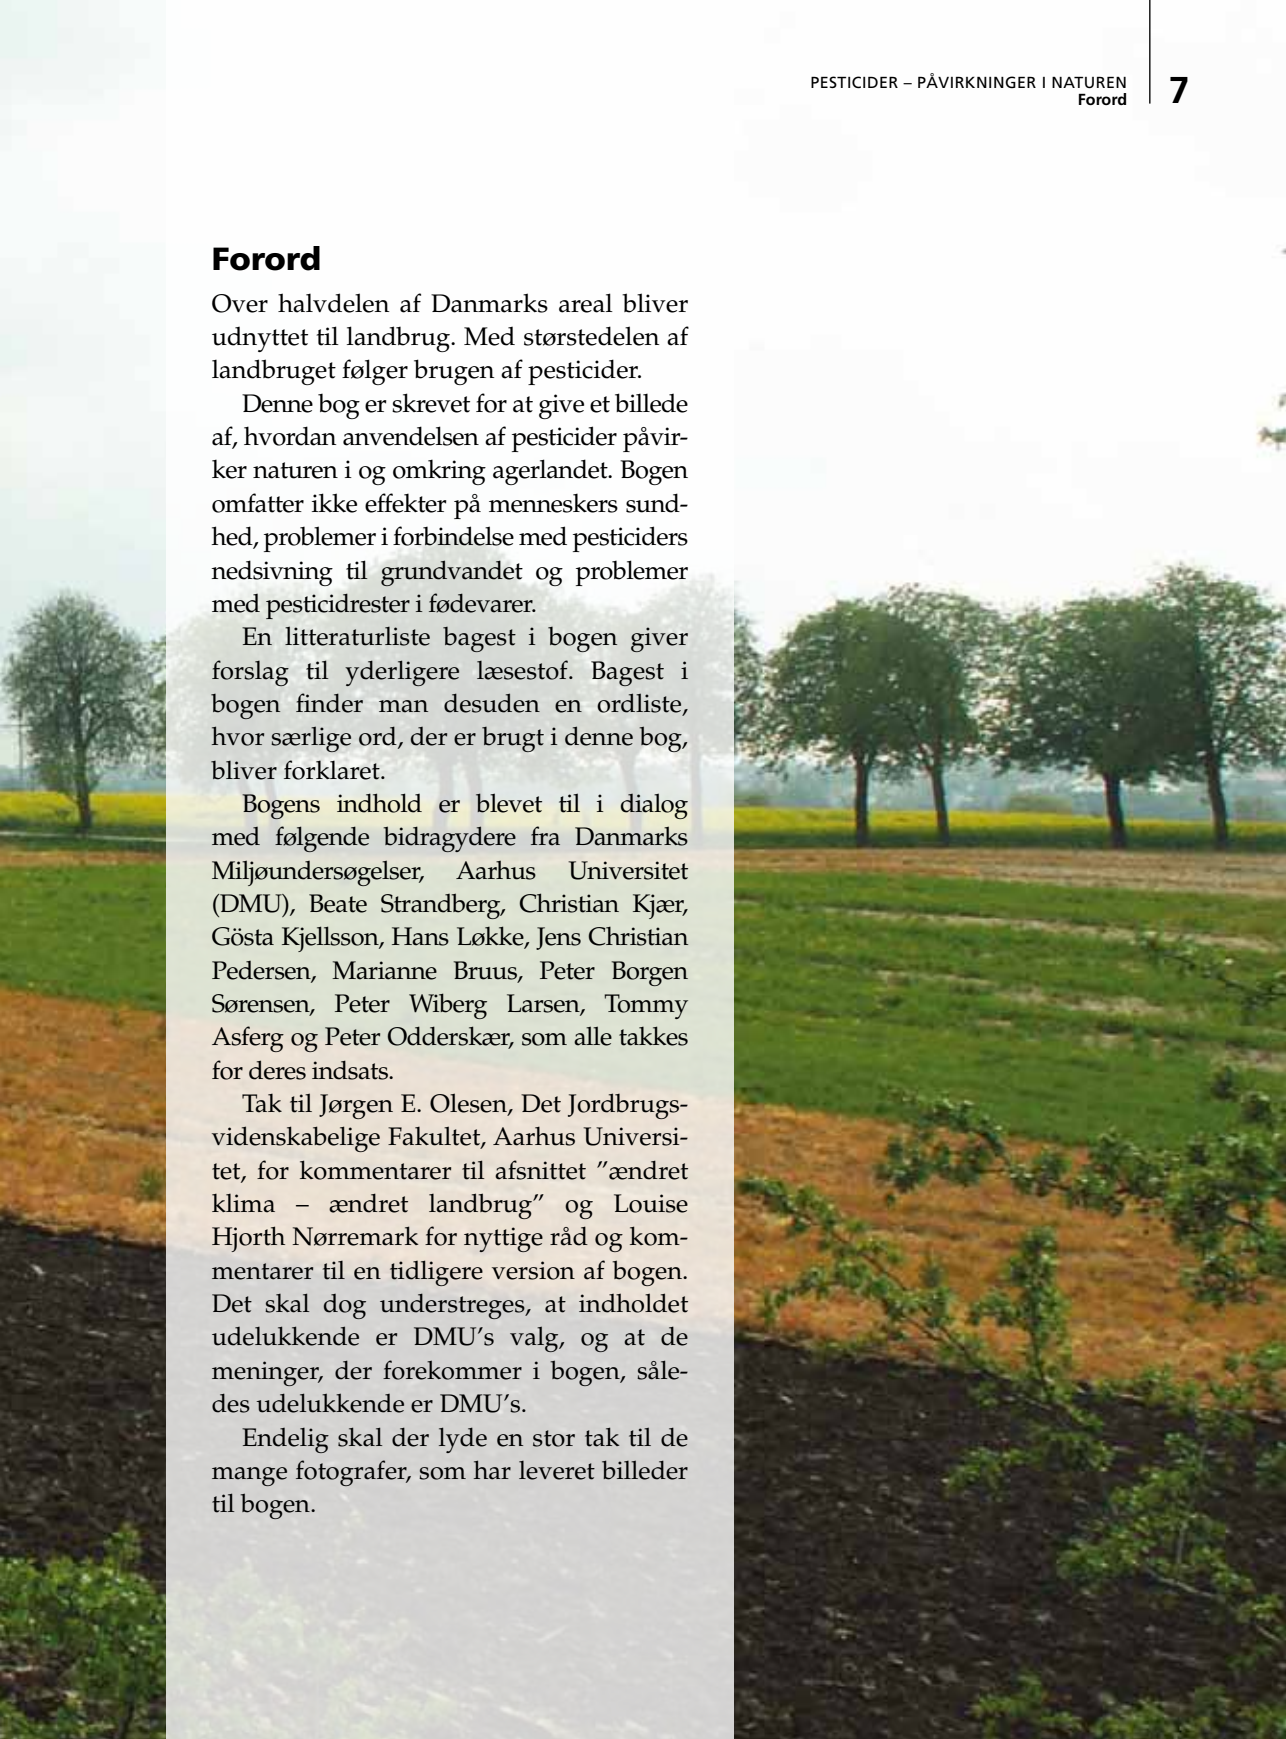 PESTICIDER – PÅVIRKNINGER I NATUREN
Forord
7
Forord
Over halvdelen af Danmarks areal bliver
udnyttet til landbrug. Med størstedelen af
landbruget følger brugen af pesticider.
Denne bog er skrevet for at give et billede
af, hvordan anvendelsen af pesticider påvir-
ker naturen i og omkring agerlandet. Bogen
omfatter ikke effekter på menneskers sund-
hed, problemer i forbindelse med pesticiders
nedsivning til grundvandet og problemer
med pesticidrester i fødevarer.
En litteraturliste bagest i bogen giver
forslag til yderligere læsestof. Bagest i
bogen finder man desuden en ordliste,
hvor særlige ord, der er brugt i denne bog,
bliver forklaret.
Bogens indhold er blevet til i dialog
med følgende bidragydere fra Danmarks
Miljøundersøgelser, Aarhus Universitet
(DMU), Beate Strandberg, Christian Kjær,
Gösta Kjellsson, Hans Løkke, Jens Christian
Pedersen, Marianne Bruus, Peter Borgen
Sørensen, Peter Wiberg Larsen, Tommy
Asferg og Peter Odderskær, som alle takkes
for deres indsats.
Tak til Jørgen E. Olesen, Det Jordbrugs-
videnskabelige Fakultet, Aarhus Universi-
tet, for kommentarer til afsnittet ”ændret
klima – ændret landbrug” og Louise
Hjorth Nørremark for nyttige råd og kom-
mentarer til en tidligere version af bogen.
Det skal dog understreges, at indholdet
udelukkende er DMU’s valg, og at de
meninger, der forekommer i bogen, såle-
des udelukkende er DMU’s.
Endelig skal der lyde en stor tak til de
mange fotografer, som har leveret billeder
til bogen.